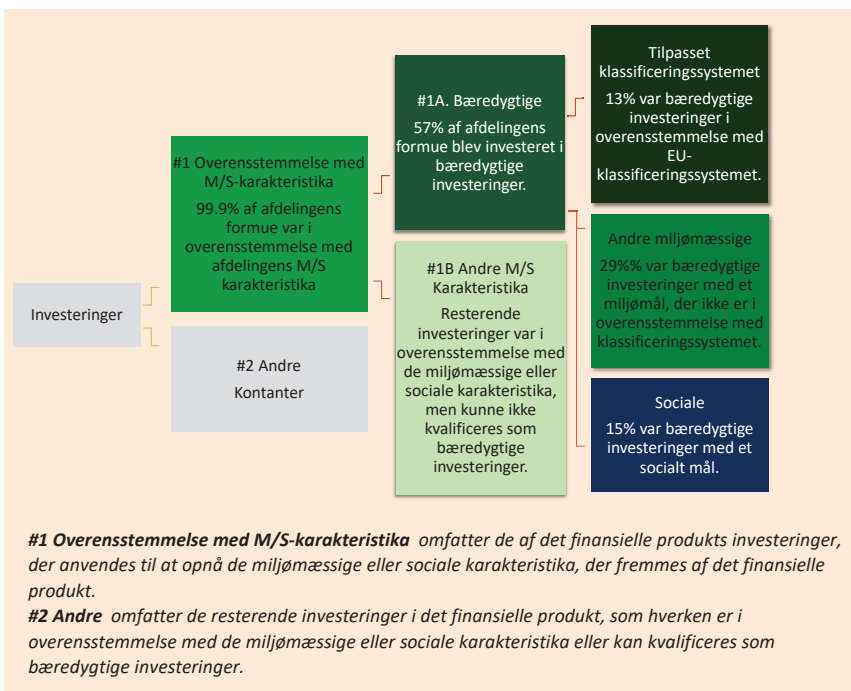 Investeringer
#1 Overensstemmelse med
M/S-karakteristika
99.9% af afdelingens
formue var i
overensstemmelse med
afdelingens M/S
karakteristika
#2 Andre
Kontanter
#1A. Bæredygtige
57% af afdelingens
formue blev investeret i
bæredygtige
investeringer.
#1B Andre M/S
Karakteristika
Resterende
investeringer var i
overensstemmelse med
de miljømæssige eller
sociale karakteristika,
men kunne ikke
kvalificeres som
bæredygtige
investeringer.
Tilpasset
klassificeringssystemet
13% var bæredygtige
investeringer i
overensstemmelse med
EU-
klassificeringssystemet.
Andre miljømæssige
29%% var bæredygtige
investeringer med et
miljømål, der ikke er i
overensstemmelse med
klassificeringssystemet.
Sociale
15% var bæredygtige
investeringer med et
socialt mål.
#1 Overensstemmelse med M/S-karakteristika omfatter de af det finansielle produkts investeringer,
der anvendes til at opnå de miljømæssige eller sociale karakteristika, der fremmes af det finansielle
produkt.
#2 Andre omfatter de resterende investeringer i det finansielle produkt, som hverken er i
overensstemmelse med de miljømæssige eller sociale karakteristika eller kan kvalificeres som
bæredygtige investeringer.